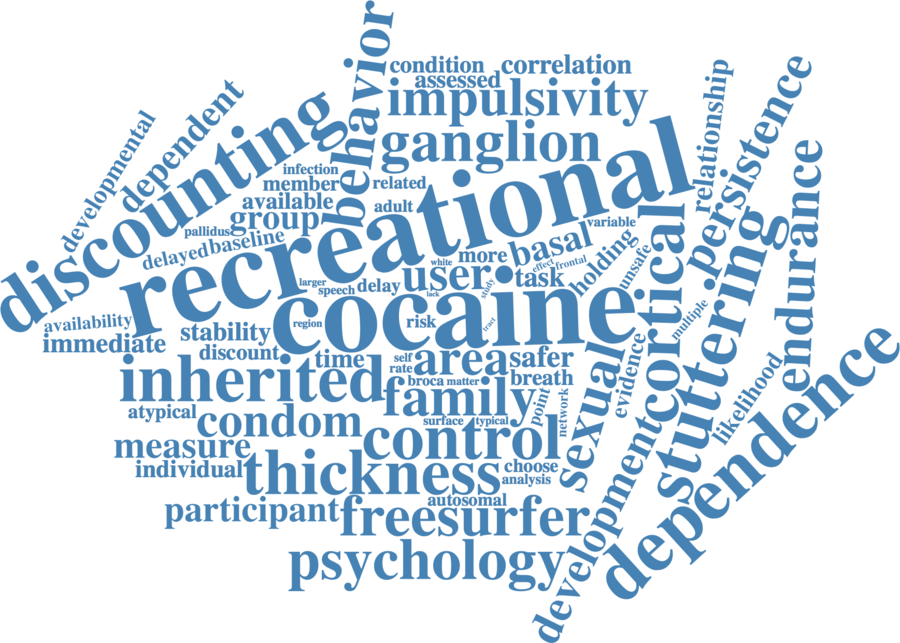 behavior
condition
correlation
assessed
impulsivity
relationship
persistence
developmental
dependent
discounting
ganglion
infection
member
related
available
adult
group
recreational
variable
pallidus
delayed
baseline
more
basal
holding
unsafe
white
effect
frontal
user
task
larger
speech
delay
lack
study
cortical
stuttering
endurance
availability
immediate
stability
region
cocaine
risk
tract
multiple
discount
time
self
rate
area
safer
inherited
broca
matter
breath
family
sexual
evidence
likelihood
dependence
atypical
condom
surface
typical
point
network
measure
control
individual
thickness
choose
analysis
autosomal
participant
freesurfer
development
psychology